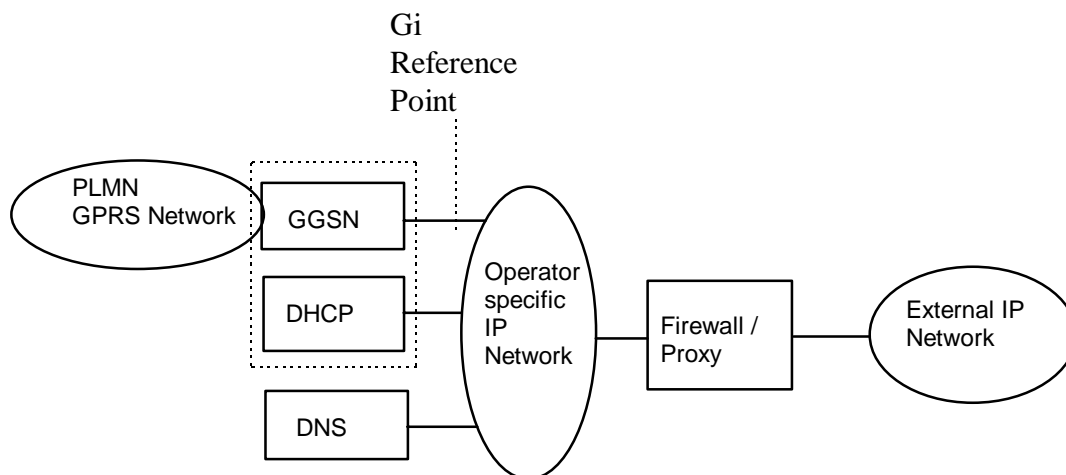 Gi
Reference
Point
PLMN
GPRS Network
GGSN
DHCP
DNS
Operator
specific
IP
Network
Firewall /
Proxy
External IP
Network